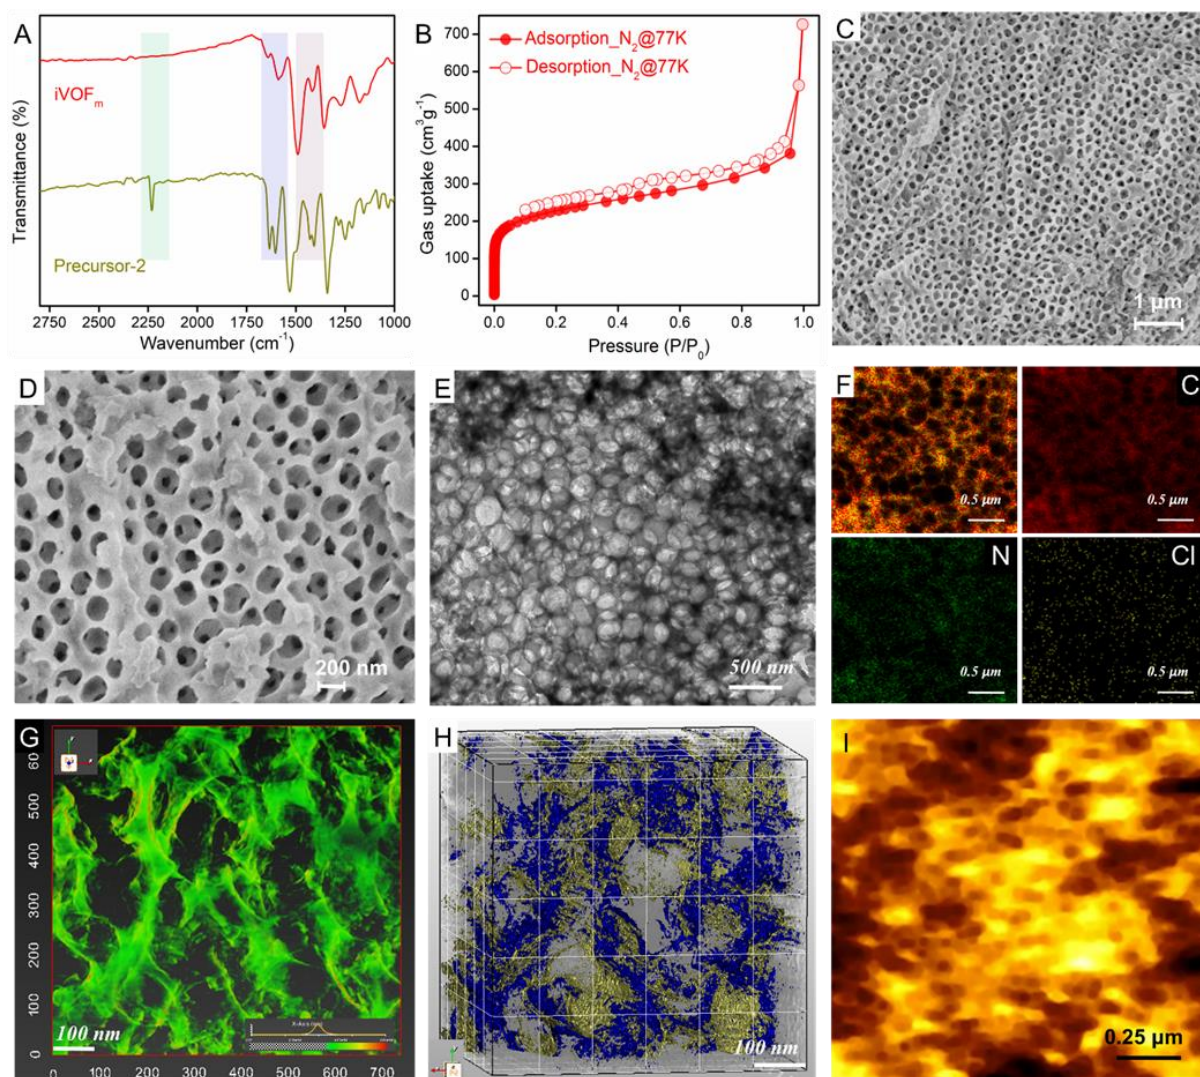 A
iVOFₘ
Precursor-2
Transmittance (%)
2750 2500 2250 2000 1750 1500 1250 1000
Wavenumber (cm⁻¹)
B
Adsorption_N₂@77K
Desorption_N₂@77K
Gas uptake (cm³g⁻¹)
700
600
500
400
300
200
100
0
0.0 0.2 0.4 0.6 0.8 1.0
Pressure (P/P₀)
C
1 µm
D
200 nm
E
500 nm
F
0.5 µm
C
0.5 µm
N
0.5 µm
Cl
0.5 µm
G
500
400
300
200
100
0
100 nm
0 100 200 300 400 500 600 700
H
100 nm
I
0.25 µm